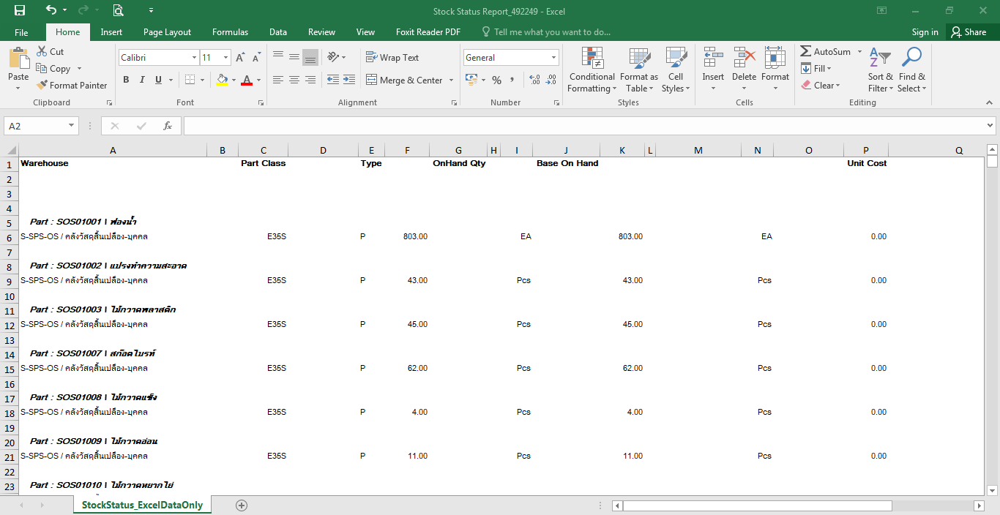 Stock Status Report_492249 - Excel
File Home Insert Page Layout Formulas Data Review View Foxit Reader PDF Tell me what you want to do... Sign in Share
Paste Cut
Copy
Format Painter
Clipboard
Calibri 11
B I U
Font
Wrap Text
Merge & Center
Alignment
General
Number
Conditional Formatting Format as Table Cell Styles
Styles
Insert Delete Format
Cells
AutoSum
Fill
Clear
Sort & Filter Find & Select
Editing
A2 fx
A B C D E F G H I J K L M N O P Q
1 Warehouse Part Class Type OnHand Qty Base On Hand Unit Cost
2
3
4
5 Part : SOS01001 \ ฟองน้ำ
6 S-SPS-OS / คลังวัสดุสิ้นเปลือง-บุคคล E35S P 803.00 EA 803.00 EA 0.00
7
8 Part : SOS01002 \ แปรงทำความสะอาด
9 S-SPS-OS / คลังวัสดุสิ้นเปลือง-บุคคล E35S P 43.00 Pcs 43.00 Pcs 0.00
10
11 Part : SOS01003 \ ไม้กวาดพลาสติก
12 S-SPS-OS / คลังวัสดุสิ้นเปลือง-บุคคล E35S P 45.00 Pcs 45.00 Pcs 0.00
13
14 Part : SOS01007 \ สก๊อตไบรท์
15 S-SPS-OS / คลังวัสดุสิ้นเปลือง-บุคคล E35S P 62.00 Pcs 62.00 Pcs 0.00
16
17 Part : SOS01008 \ ไม้กวาดแข็ง
18 S-SPS-OS / คลังวัสดุสิ้นเปลือง-บุคคล E35S P 4.00 Pcs 4.00 Pcs 0.00
19
20 Part : SOS01009 \ ไม้กวาดอ่อน
21 S-SPS-OS / คลังวัสดุสิ้นเปลือง-บุคคล E35S P 11.00 Pcs 11.00 Pcs 0.00
22
23 Part : SOS01010 \ ไม้กวาดหยากไย่
StockStatus_ExcelDataOnly